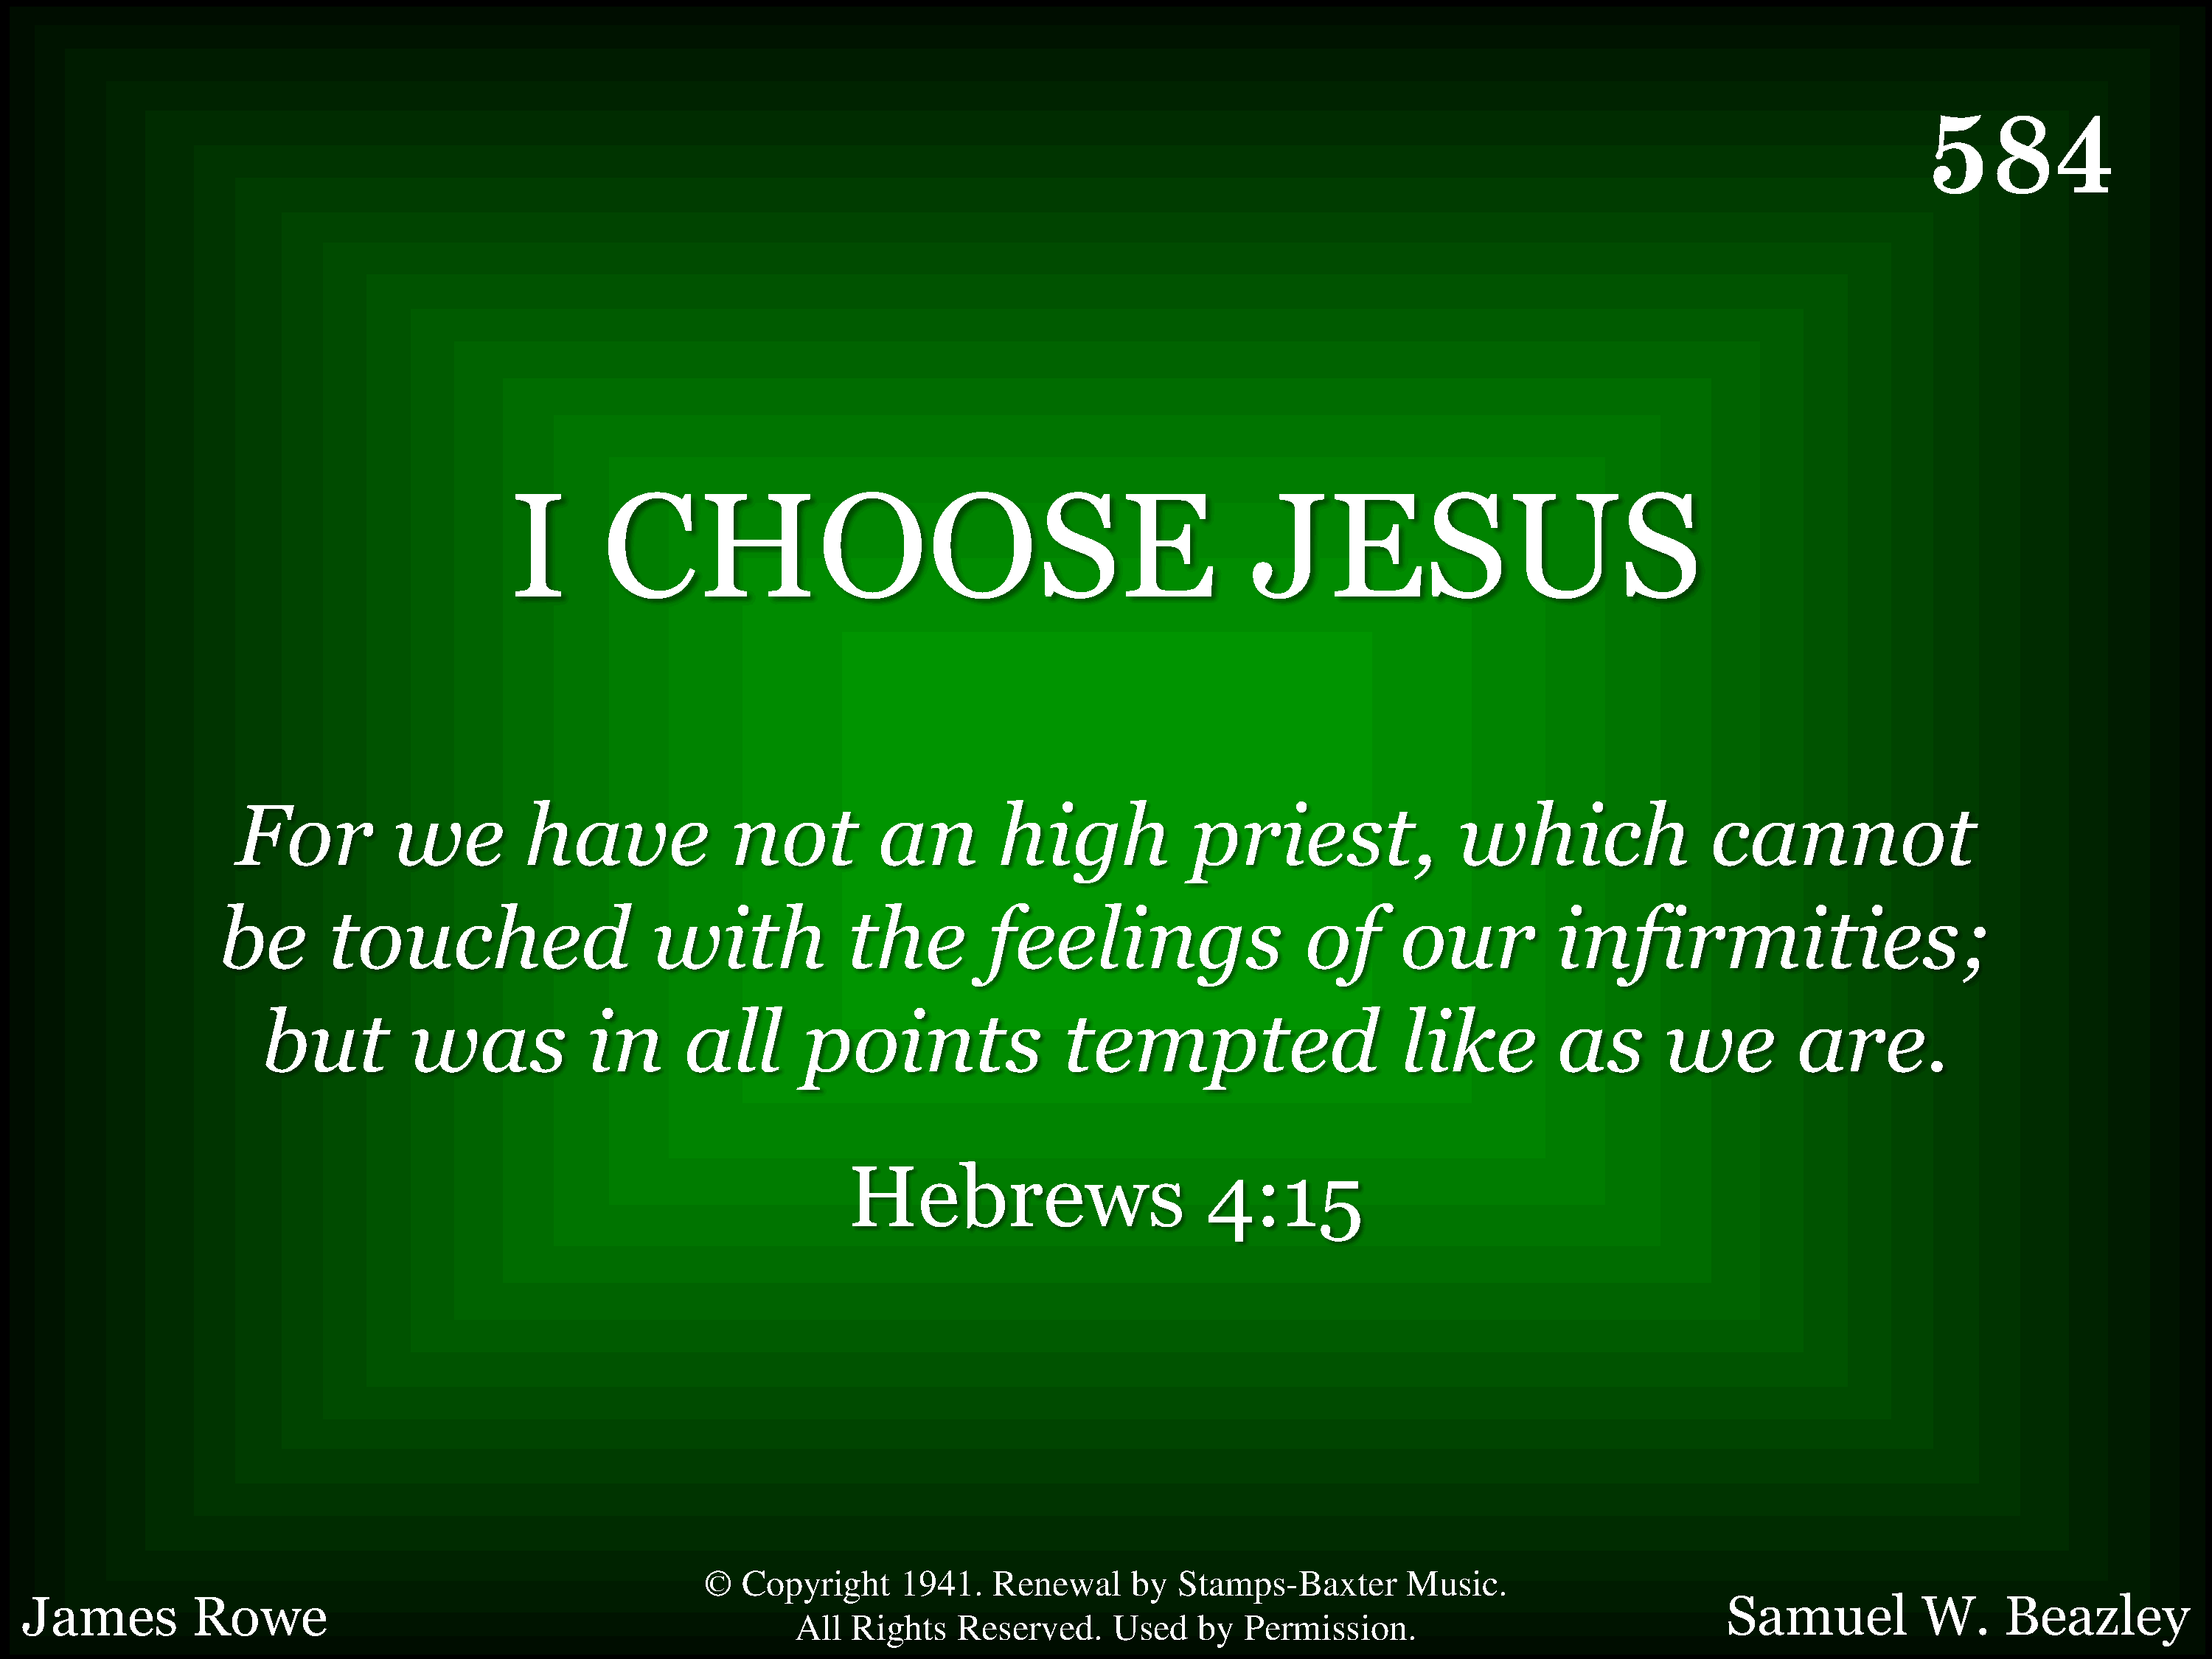 584
I CHOOSE JESUS
For we have not an high priest, which cannot
be touched with the feelings of our infirmities;
but was in all points tempted like as we are.
Hebrews 4:15
James Rowe
© Copyright 1941. Renewal by Stamps-Baxter Music.
All Rights Reserved. Used by Permission.
Samuel W. Beazley